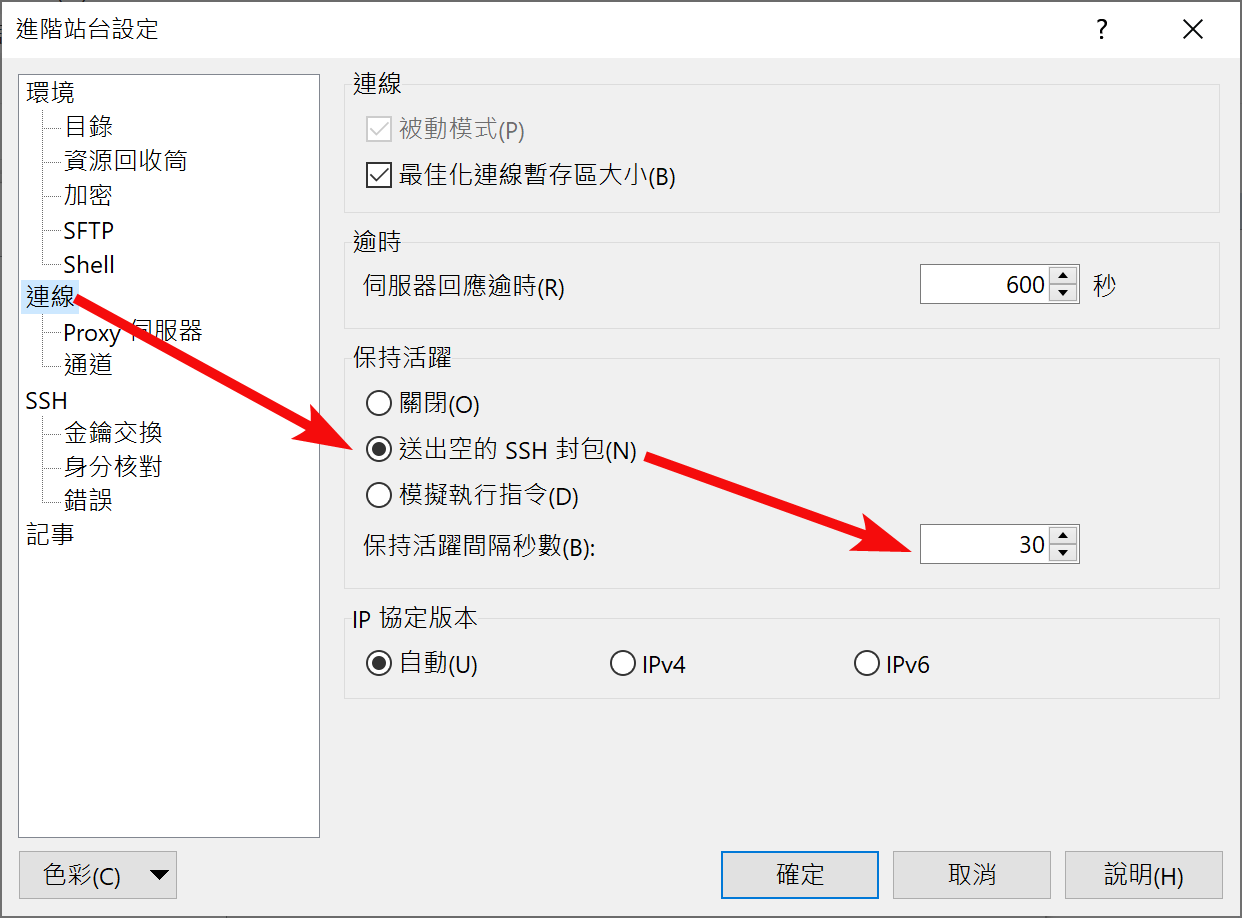 進階站台設定
?
環境
目錄
資源回收筒
加密
SFTP
Shell
連線
Proxy 伺服器
通道
SSH
金鑰交換
身分核對
錯誤
記事
連線
被動模式(P)
最佳化連線暫存區大小(B)
逾時
伺服器回應逾時(R) 600 秒
保持活躍
關閉(O)
送出空的 SSH 封包(N)
模擬執行指令(D)
保持活躍間隔秒數(B): 30
IP 協定版本
自動(U) IPv4 IPv6
色彩(C) 確定 取消 說明(H)